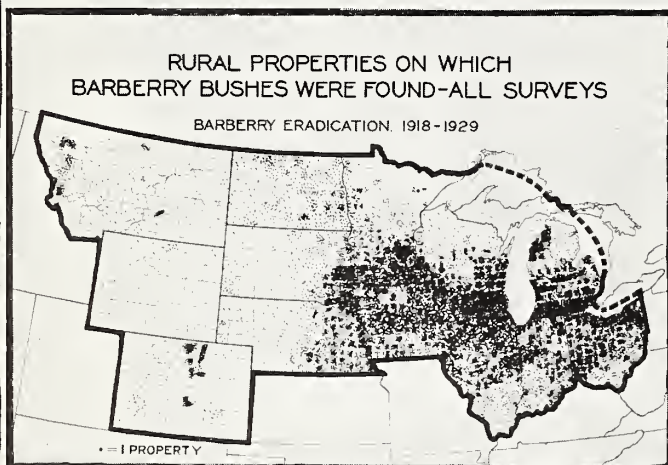 RURAL PROPERTIES ON WHICH
BARBERRY BUSHES WERE FOUND-ALL SURVEYS
BARBERRY ERADICATION. 1918-1929
• = 1 PROPERTY